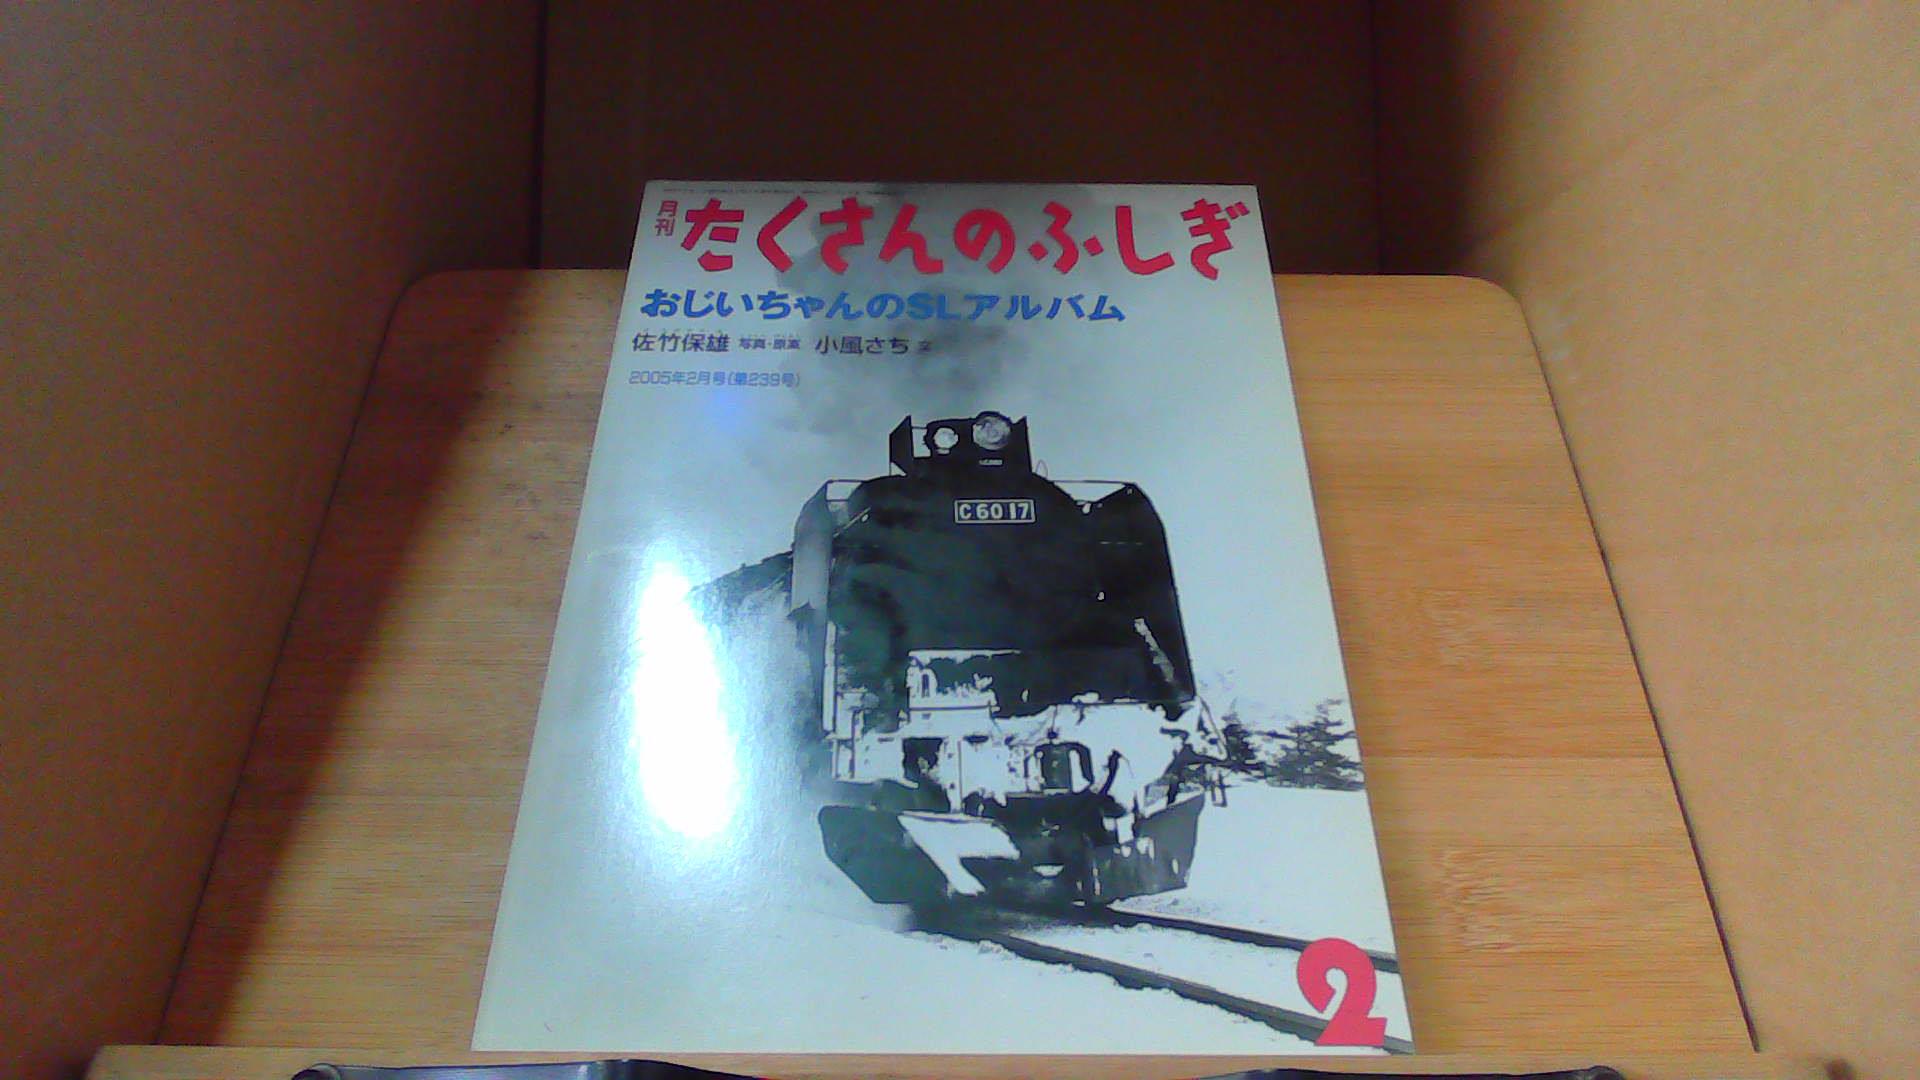 月刊 たくさんのふしぎ
おじいちゃんのSLアルバム
佐竹保雄 写真・原案 小風さち 文
2005年2月号(第239号)
C6017
2